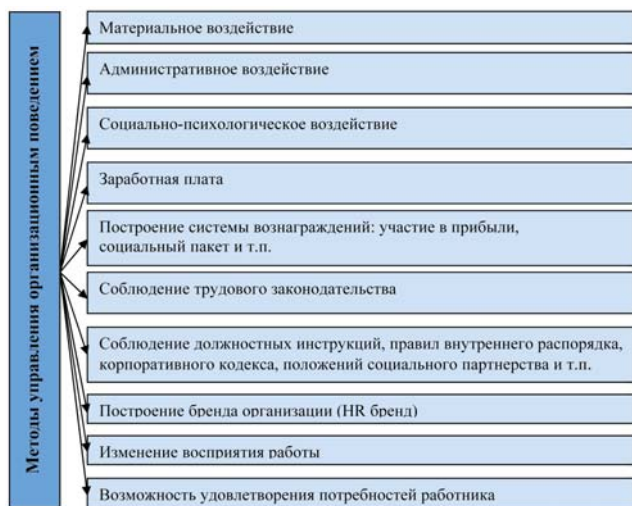 Методы управления организационным поведением
Материальное воздействие
Административное воздействие
Социально-психологическое воздействие
Заработная плата
Построение системы вознаграждений: участие в прибыли,
социальный пакет и т.п.
Соблюдение трудового законодательства
Соблюдение должностных инструкций, правил внутреннего распорядка,
корпоративного кодекса, положений социального партнерства и т.п.
Построение бренда организации (HR бренд)
Изменение восприятия работы
Возможность удовлетворения потребностей работника